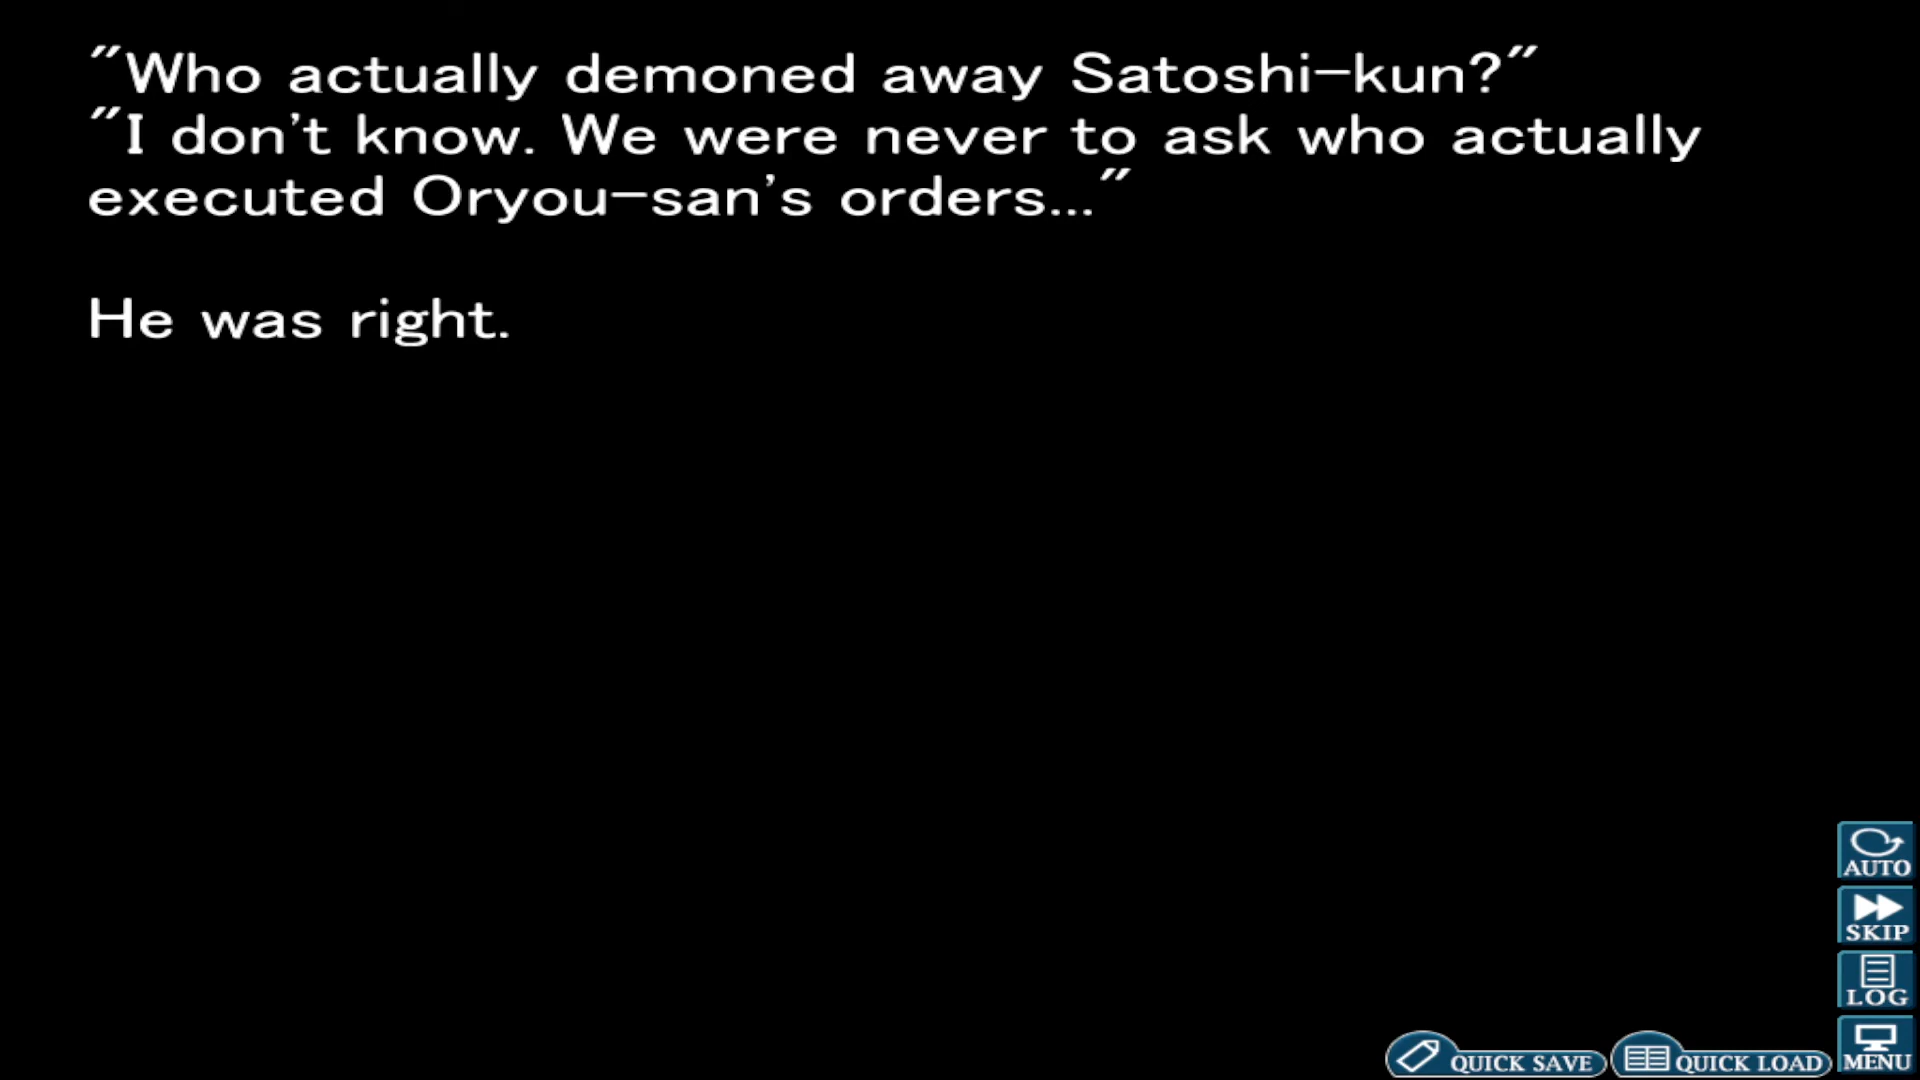 "Who actually demoned away Satoshi-kun?"
"I don't know. We were never to ask who actually
executed Oryou-san's orders..."
He was right.
AUTO
SKIP
LOG
MENU
QUICK SAVE
QUICK LOAD